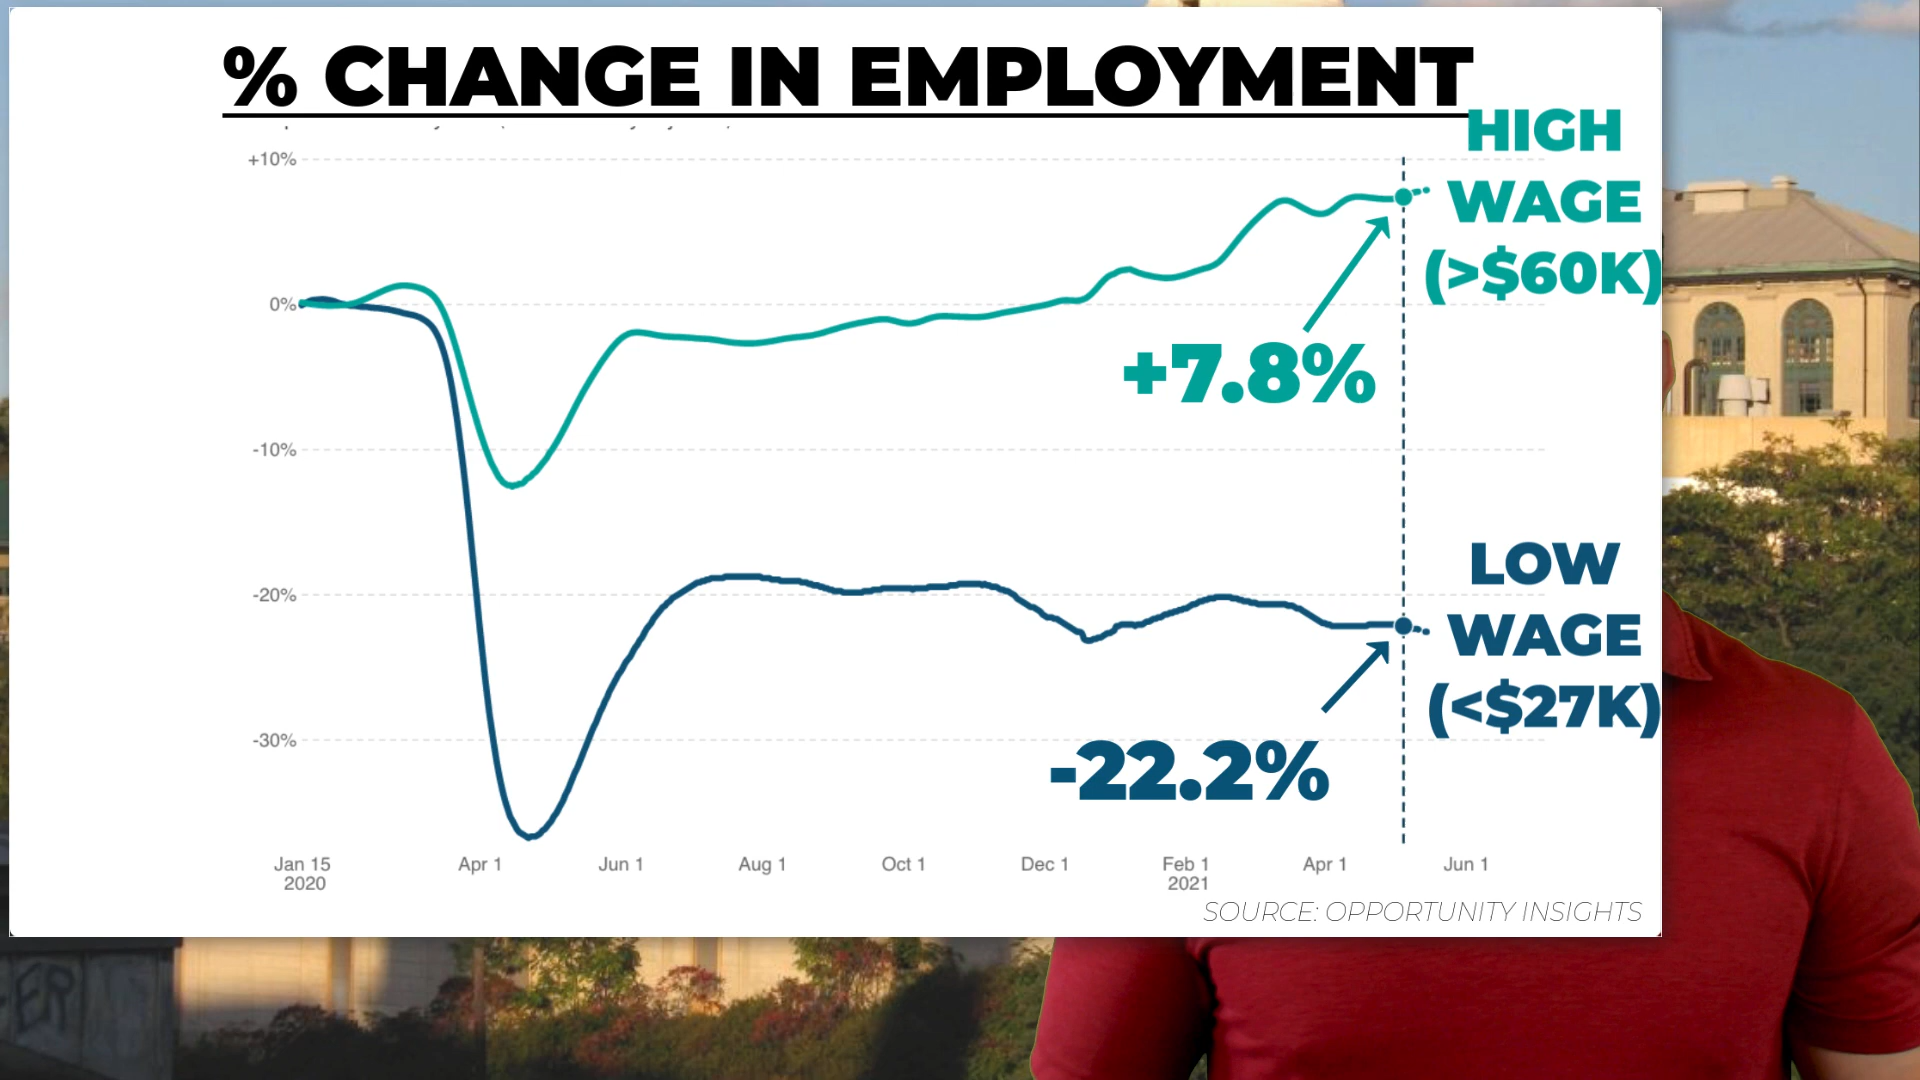 % CHANGE IN EMPLOYMENT
HIGH
WAGE
(>$60K)
+10%
0%
-10%
-20%
-30%
+7.8%
LOW
WAGE
(<$27K)
-22.2%
Jan 15
2020
Apr 1
Jun 1
Aug 1
Oct 1
Dec 1
Feb 1
2021
Apr 1
Jun 1
SOURCE: OPPORTUNITY INSIGHTS
ER